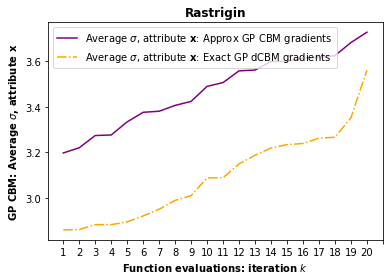 Rastrigin
Average σ, attribute x: Approx GP CBM gradients
Average σ, attribute x: Exact GP dCBM gradients
GP CBM: Average σ, attribute x
3.6
3.4
3.2
3.0
1 2 3 4 5 6 7 8 9 10 11 12 13 14 15 16 17 18 19 20
Function evaluations: iteration k